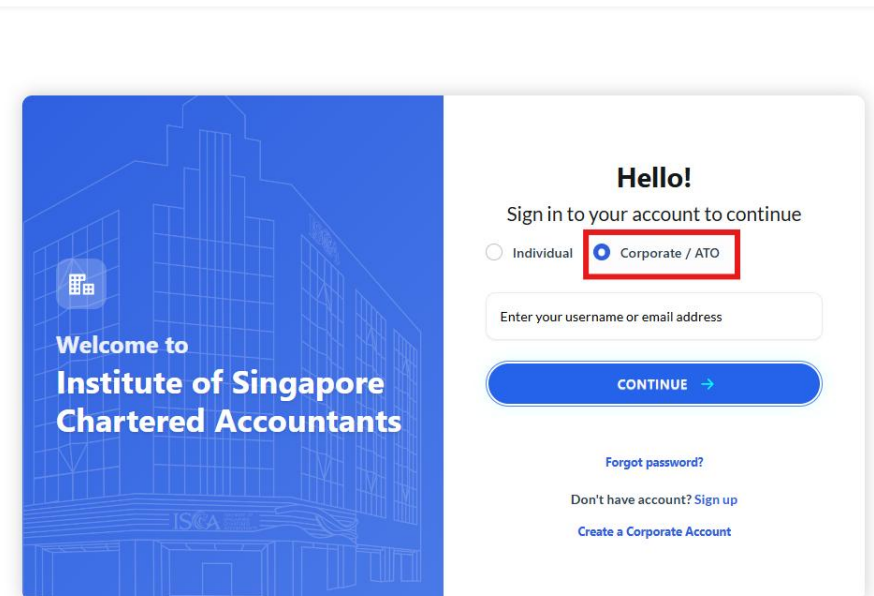 Hello!
Sign in to your account to continue
Individual
Corporate / ATO
Enter your username or email address
CONTINUE →
Forgot password?
Don't have account? Sign up
Create a Corporate Account
Welcome to
Institute of Singapore
Chartered Accountants
ISCA